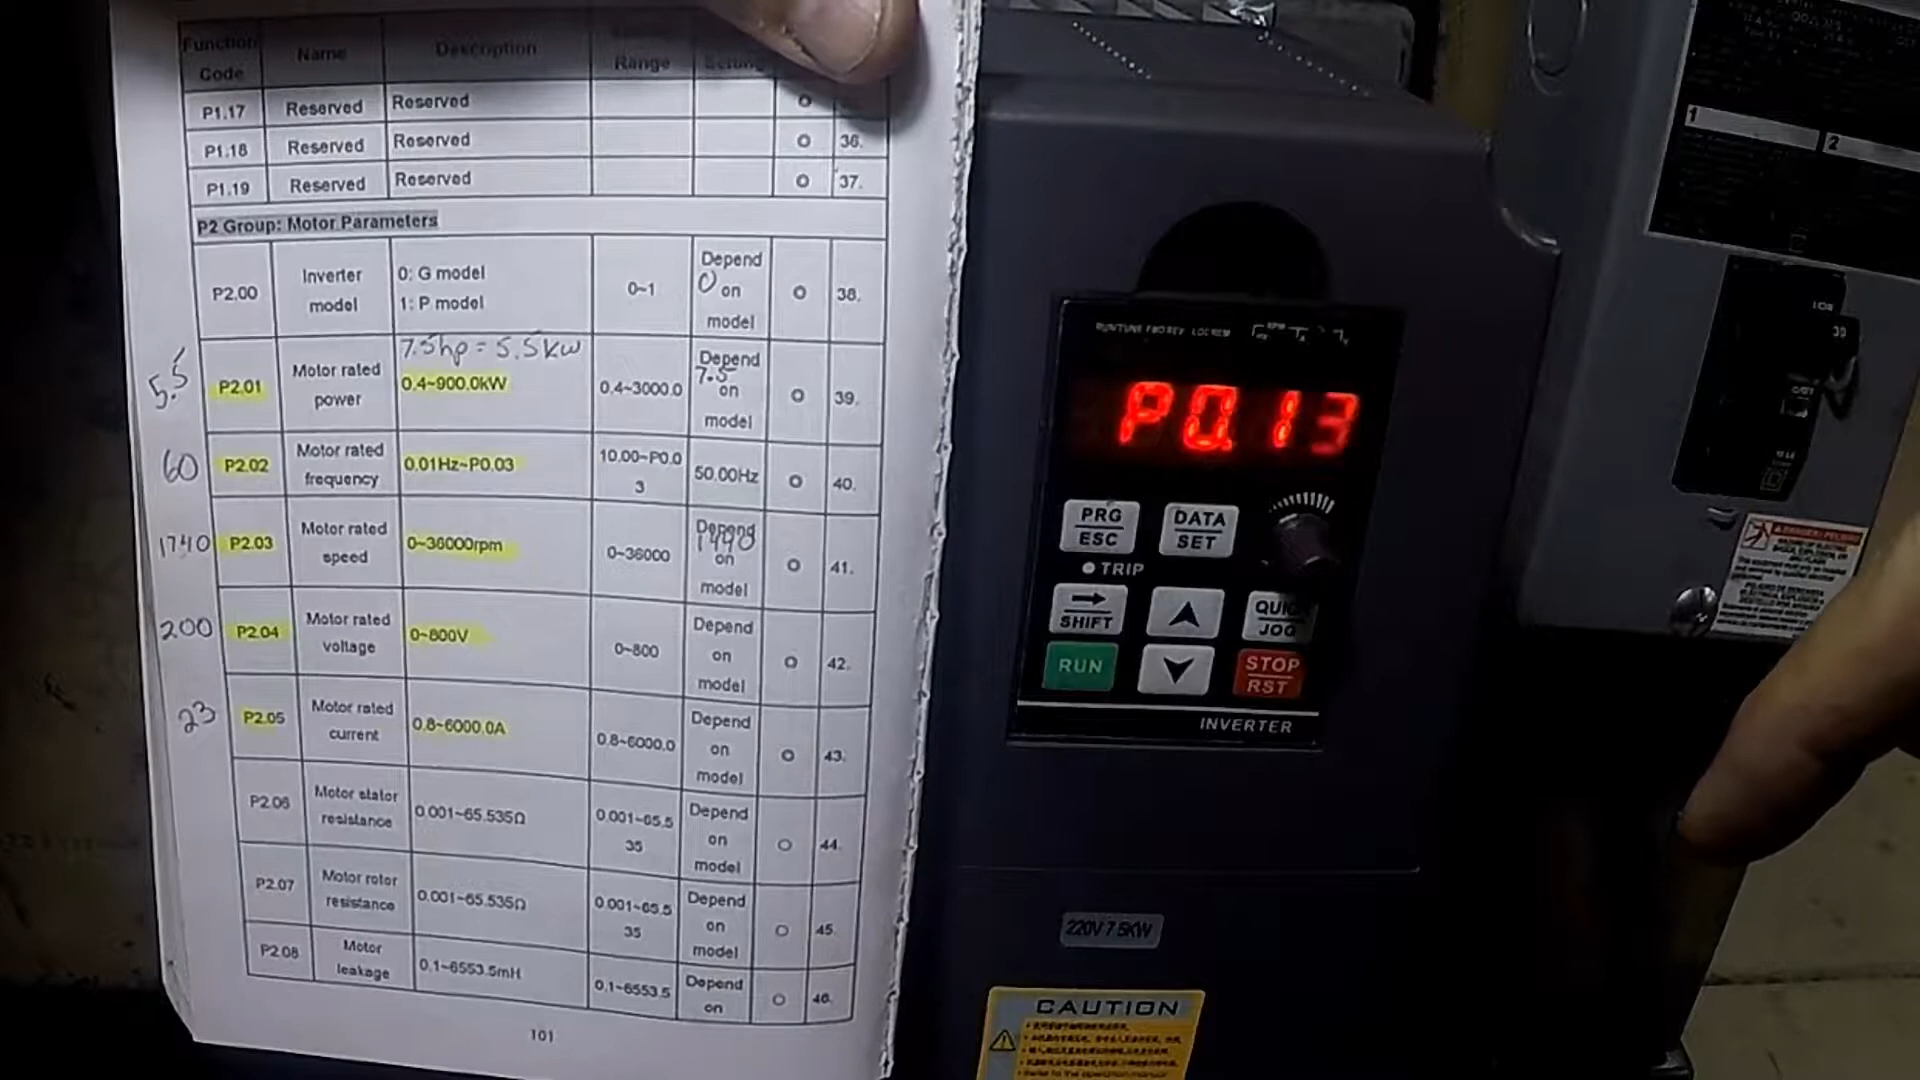 Function Code Name Description Range Setting
P1.17 Reserved Reserved O
P1.18 Reserved Reserved O 36.
P1.19 Reserved Reserved O 37.
P2 Group: Motor Parameters
P2.00 Inverter model 0: G model 1: P model 0~1 Depend on model 0 O 38.
7.5hp = 5.5kw
5.5 P2.01 Motor rated power 0.4~900.0kW 0.4~3000.0 Depend on model 7.5 O 39.
60 P2.02 Motor rated frequency 0.01Hz~P0.03 10.00~P0.03 50.00Hz O 40.
1740 P2.03 Motor rated speed 0~36000rpm 0~36000 Depend on model O 41.
200 P2.04 Motor rated voltage 0~800V 0~800 Depend on model O 42.
23 P2.05 Motor rated current 0.8~6000.0A 0.8~6000.0 Depend on model O 43.
P2.06 Motor stator resistance 0.001~65.535Ω 0.001~65.535 Depend on model O 44.
P2.07 Motor rotor resistance 0.001~65.535Ω 0.001~65.535 Depend on model O 45.
P2.08 Motor leakage 0.1~6553.5mH 0.1~6553.5 Depend on O 46.
101
RUN/TUNE FWD/REV LOC/REM
P0.13
PRG ESC
DATA SET
TRIP
SHIFT
QUICK JOG
RUN
STOP RST
INVERTER
220V 7.5KW
CAUTION
1
2